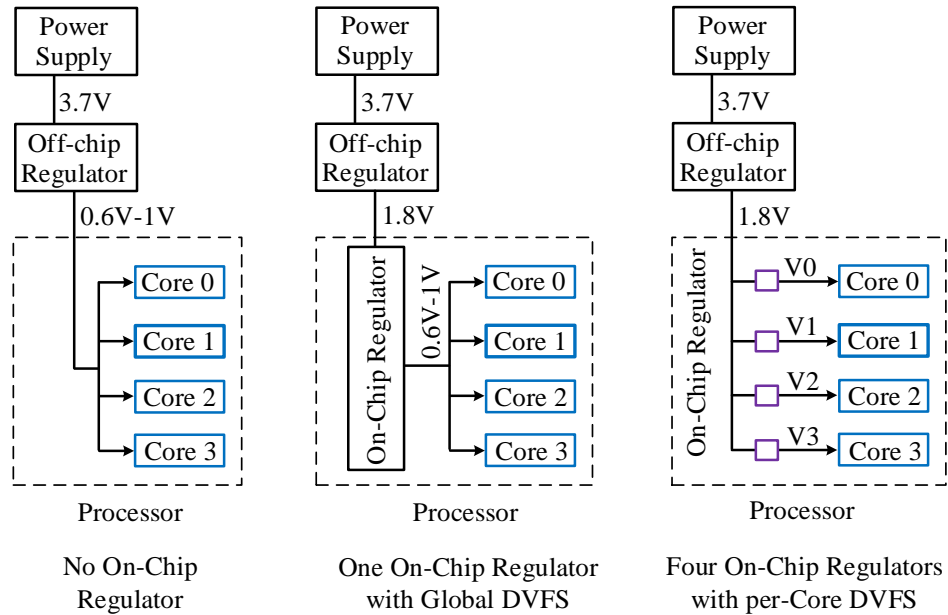 Power
Supply
3.7V
Off-chip
Regulator
0.6V-1V
Core 0
Core 1
Core 2
Core 3
Processor
No On-Chip
Regulator
Power
Supply
3.7V
Off-chip
Regulator
1.8V
On-Chip Regulator
0.6V-1V
Core 0
Core 1
Core 2
Core 3
Processor
One On-Chip Regulator
with Global DVFS
Power
Supply
3.7V
Off-chip
Regulator
1.8V
On-Chip Regulator
V0
Core 0
V1
Core 1
V2
Core 2
V3
Core 3
Processor
Four On-Chip Regulators
with per-Core DVFS